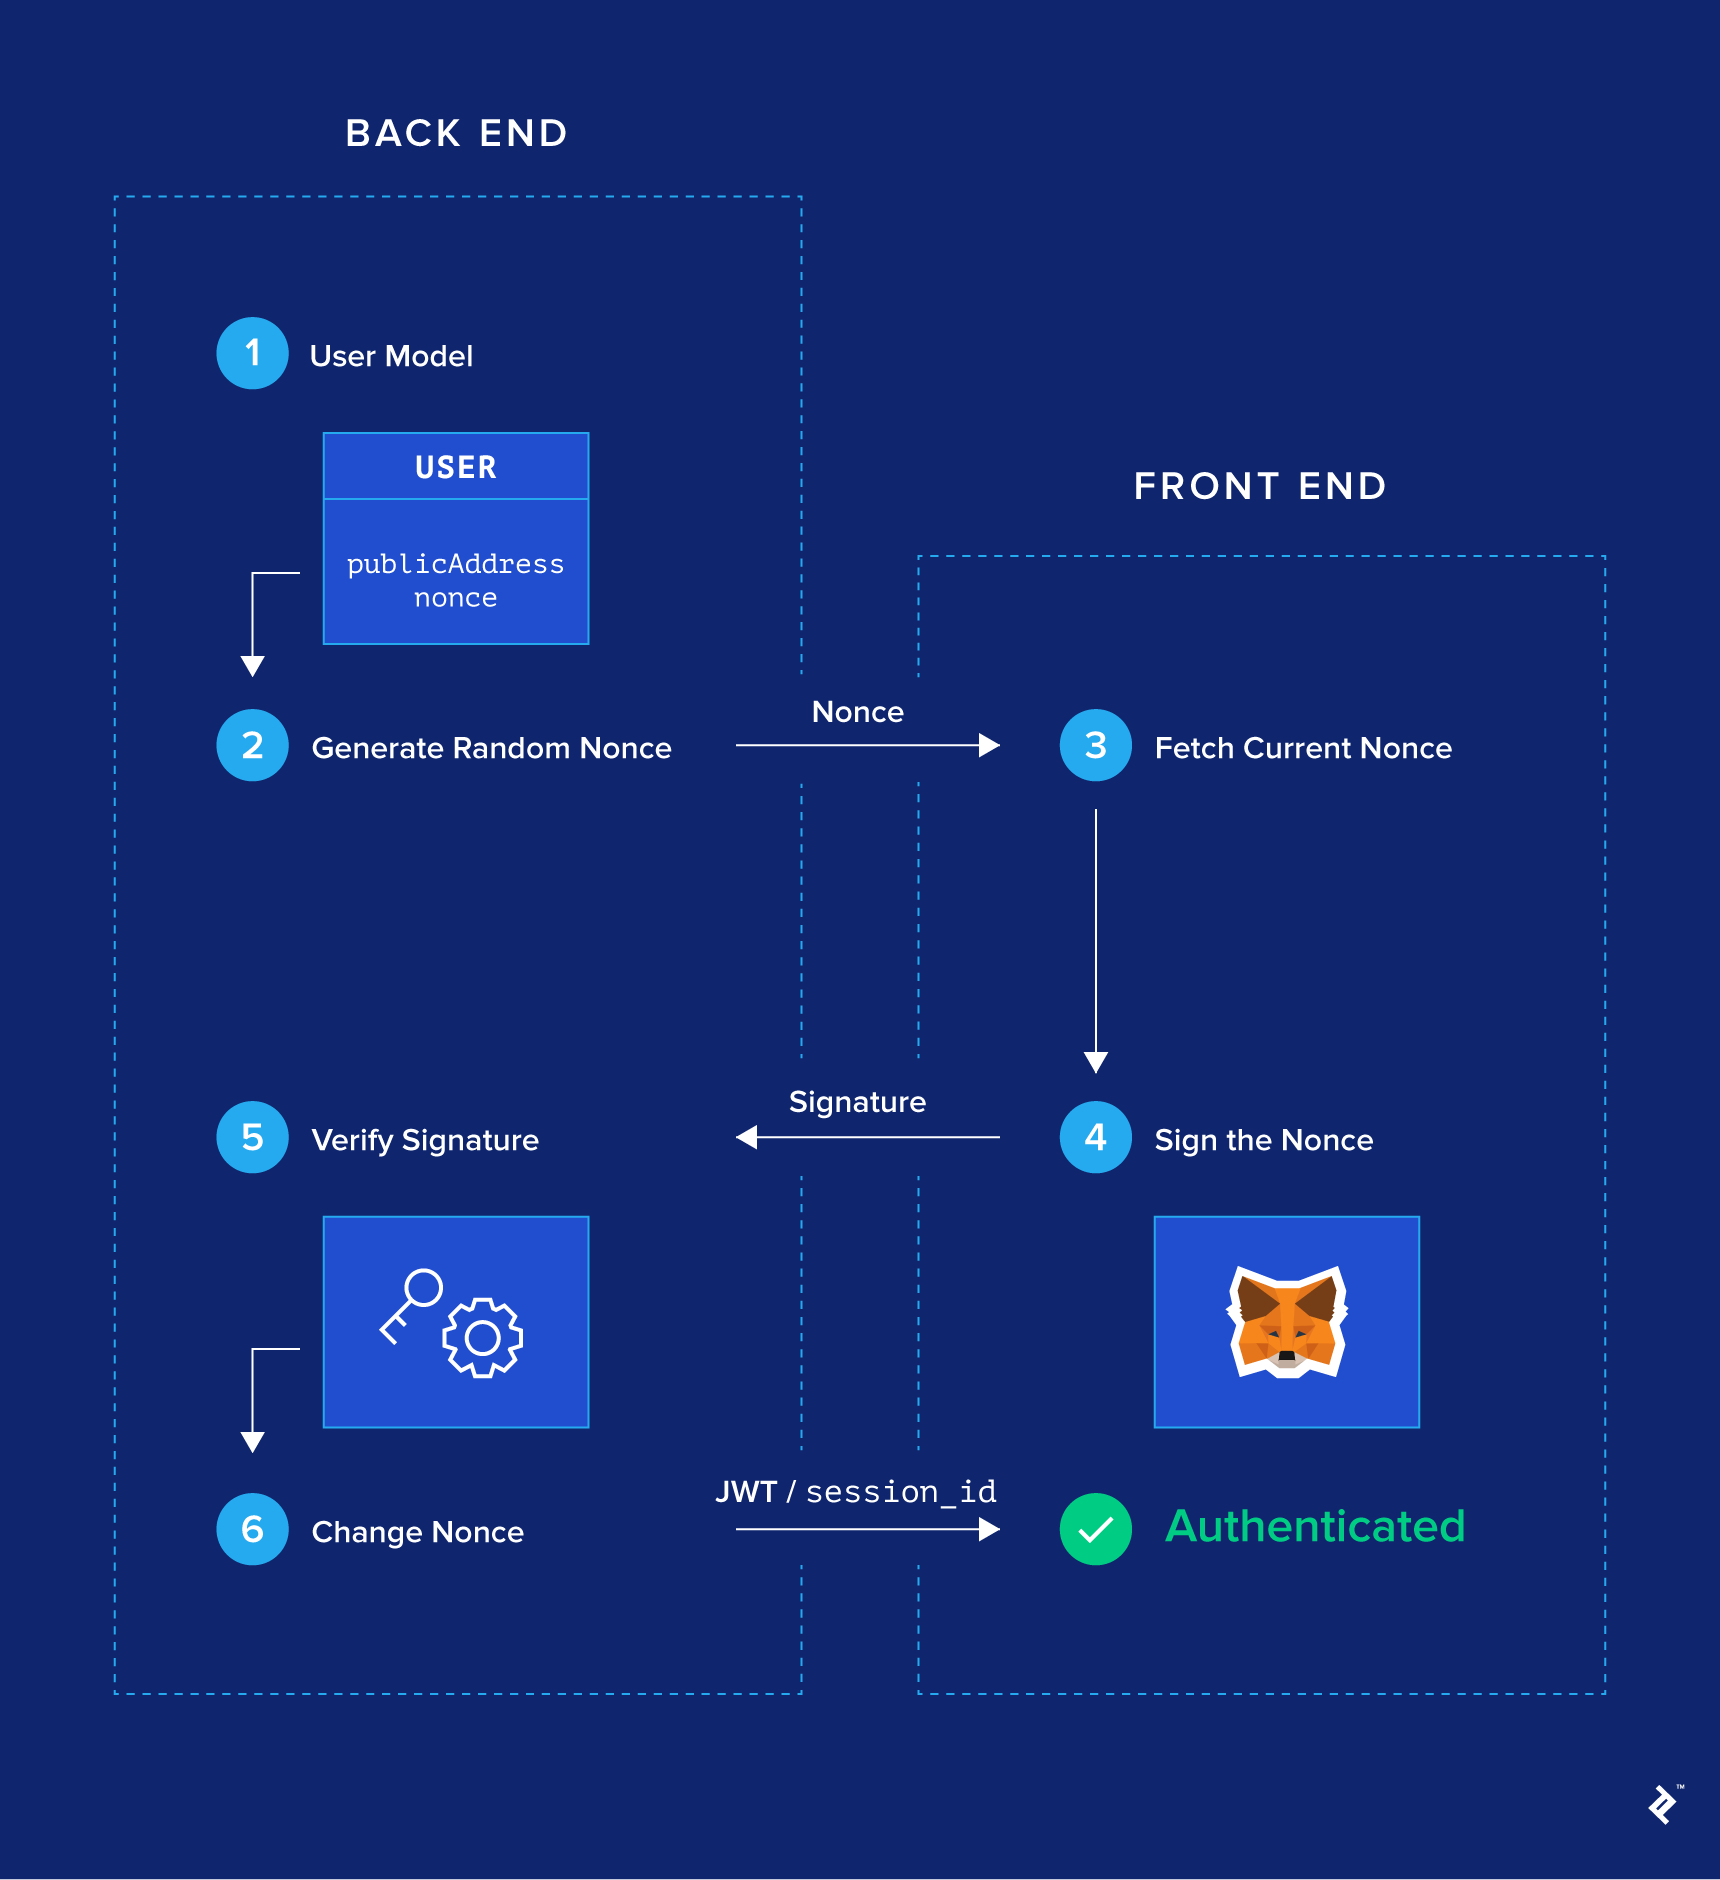 BACK END
1 User Model
USER
publicAddress
nonce
FRONT END
2 Generate Random Nonce
Nonce
3 Fetch Current Nonce
Signature
5 Verify Signature
4 Sign the Nonce
JWT / session_id
6 Change Nonce
Authenticated
™